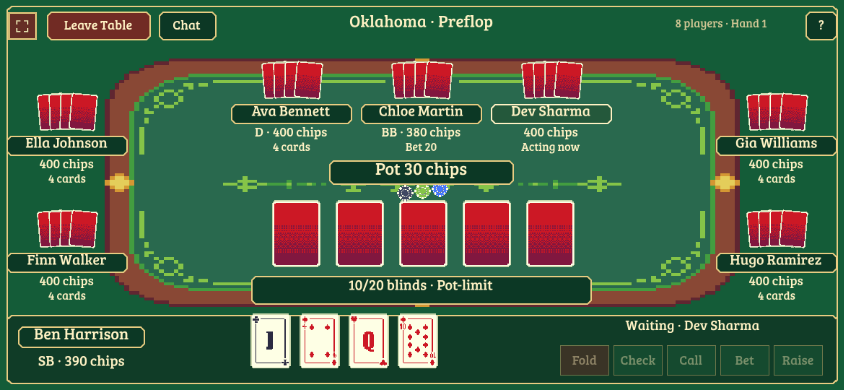 Leave Table
Chat
Oklahoma · Preflop
8 players · Hand 1
?
Ava Bennett
D · 400 chips
4 cards
Chloe Martin
BB · 380 chips
Bet 20
Dev Sharma
400 chips
Acting now
Ella Johnson
400 chips
4 cards
Gia Williams
400 chips
4 cards
Pot 30 chips
Finn Walker
400 chips
4 cards
Hugo Ramirez
400 chips
4 cards
10/20 blinds · Pot-limit
Ben Harrison
SB · 390 chips
J
Q
Waiting · Dev Sharma
Fold
Check
Call
Bet
Raise